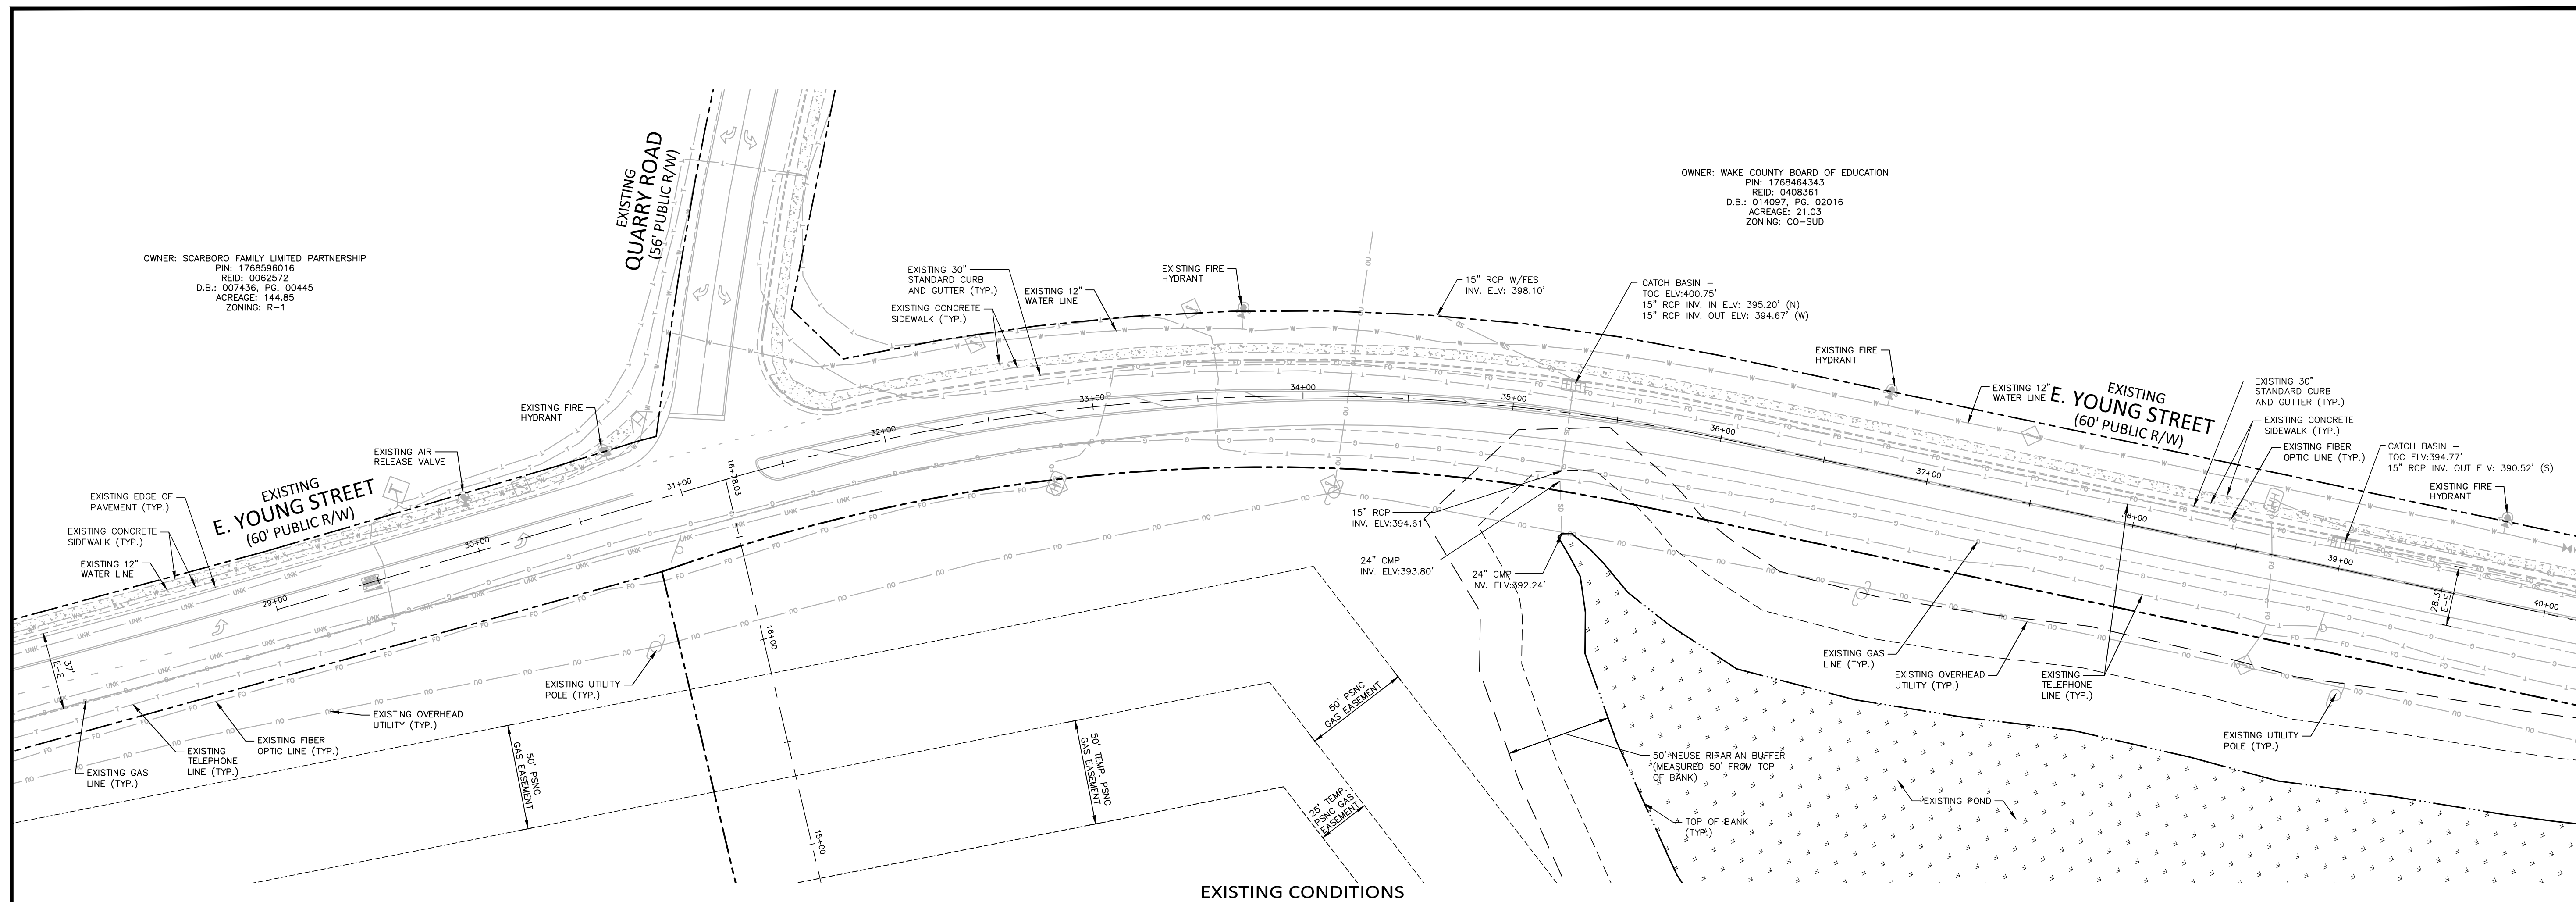 OWNER: SCARBORO FAMILY LIMITED PARTNERSHIP
PIN: 1768596016
REID: 0062572
D.B.: 007436, PG. 00445
ACREAGE: 144.85
ZONING: R-1
EXISTING
QUARRY ROAD
(56' PUBLIC R/W)
OWNER: WAKE COUNTY BOARD OF EDUCATION
PIN: 1768464343
REID: 0408361
D.B.: 014097, PG. 02016
ACREAGE: 21.03
ZONING: CO-SUD
EXISTING 30"
STANDARD CURB
AND GUTTER (TYP.)
EXISTING CONCRETE
SIDEWALK (TYP.)
EXISTING 12"
WATER LINE
EXISTING FIRE
HYDRANT
15" RCP W/FES
INV. ELV: 398.10'
CATCH BASIN -
TOC ELV:400.75'
15" RCP INV. IN ELV: 395.20' (N)
15" RCP INV. OUT ELV: 394.67' (W)
EXISTING FIRE
HYDRANT
EXISTING 12"
WATER LINE
EXISTING
E. YOUNG STREET
(60' PUBLIC R/W)
EXISTING 30"
STANDARD CURB
AND GUTTER (TYP.)
EXISTING CONCRETE
SIDEWALK (TYP.)
EXISTING FIBER
OPTIC LINE (TYP.)
CATCH BASIN -
TOC ELV:394.77'
15" RCP INV. OUT ELV: 390.52' (S)
EXISTING FIRE
HYDRANT
EXISTING FIRE
HYDRANT
EXISTING AIR
RELEASE VALVE
EXISTING
E. YOUNG STREET
(60' PUBLIC R/W)
EXISTING EDGE OF
PAVEMENT (TYP.)
EXISTING CONCRETE
SIDEWALK (TYP.)
EXISTING 12"
WATER LINE
29+00
30+00
31+00
32+00
33+00
34+00
35+00
36+00
37+00
38+00
39+00
40+00
16+78.03
16+00
15+00
37'
E-E
28.3'
E-E
15" RCP
INV. ELV:394.61'
24" CMP
INV. ELV:393.80'
24" CMP
INV. ELV:392.24'
EXISTING UTILITY
POLE (TYP.)
EXISTING OVERHEAD
UTILITY (TYP.)
EXISTING FIBER
OPTIC LINE (TYP.)
EXISTING
TELEPHONE
LINE (TYP.)
EXISTING GAS
LINE (TYP.)
50' PSNC
GAS EASEMENT
50' TEMP. PSNC
GAS EASEMENT
50' PSNC
GAS EASEMENT
25' TEMP.
PSNC GAS
EASEMENT
50' NEUSE RIPARIAN BUFFER
(MEASURED 50' FROM TOP
OF BANK)
TOP OF BANK
(TYP.)
EXISTING POND
EXISTING GAS
LINE (TYP.)
EXISTING OVERHEAD
UTILITY (TYP.)
EXISTING
TELEPHONE
LINE (TYP.)
EXISTING UTILITY
POLE (TYP.)
EXISTING CONDITIONS